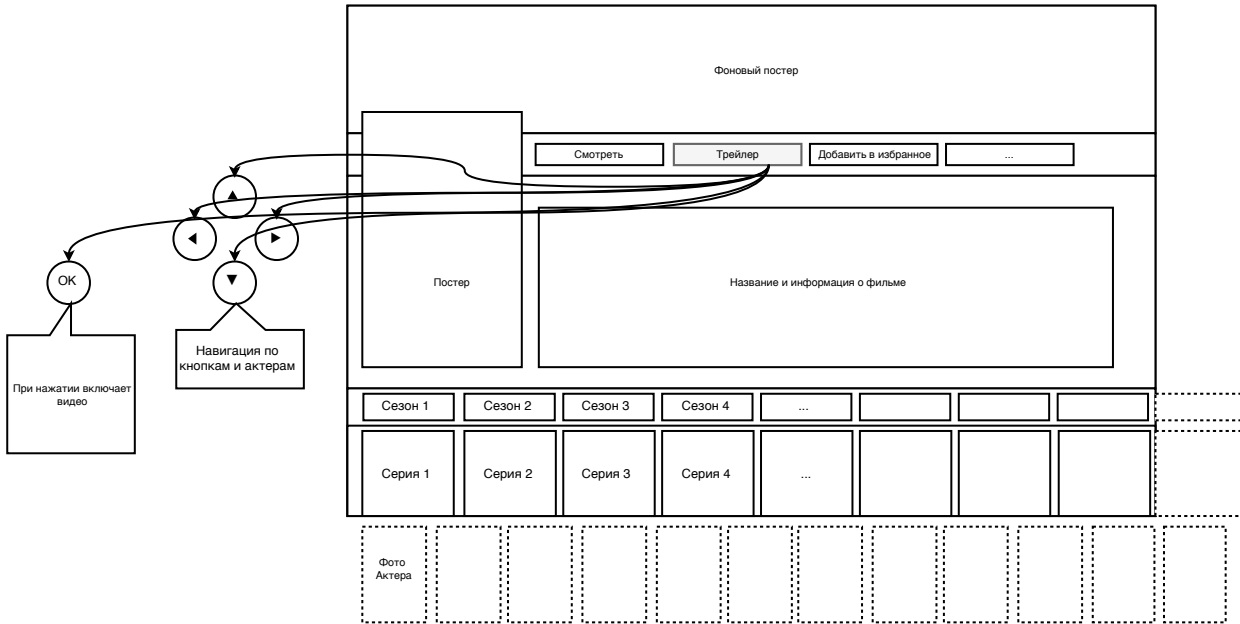 Фоновый постер
Смотреть
Трейлер
Добавить в избранное
...
OK
Постер
Название и информация о фильме
Навигация по
кнопкам и актерам
При нажатии включает
видео
Сезон 1
Сезон 2
Сезон 3
Сезон 4
...
Серия 1
Серия 2
Серия 3
Серия 4
...
Фото
Актера